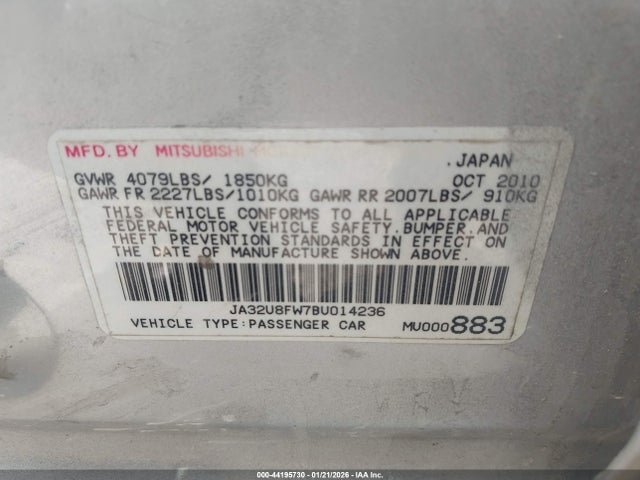 MFD. BY MITSUBISHI
.JAPAN
GVWR 4079LBS/ 1850KG OCT 2010
GAWR FR 2227LBS/1010KG GAWR RR 2007LBS/ 910KG
THIS VEHICLE CONFORMS TO ALL APPLICABLE
FEDERAL MOTOR VEHICLE SAFETY.BUMPER.AND
THEFT PREVENTION STANDARDS IN EFFECT ON
THE DATE OF MANUFACTURE SHOWN ABOVE.
JA32U8FW7BU014236
VEHICLE TYPE:PASSENGER CAR MU000883
000-44195730 - 01/21/2026 - IAAI.COM